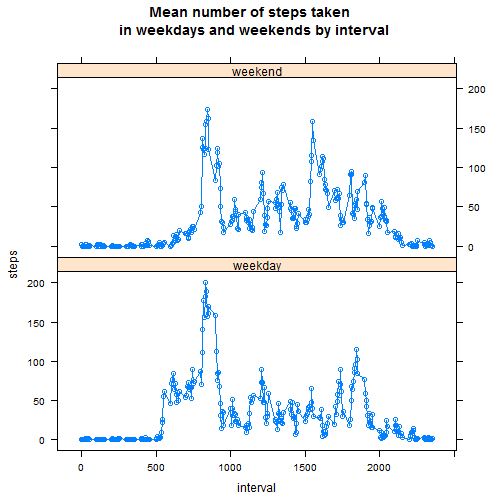 Mean number of steps taken
in weekdays and weekends by interval
weekend
200
150
100
50
0
steps
weekday
200
150
100
50
0
0 500 1000 1500 2000
interval